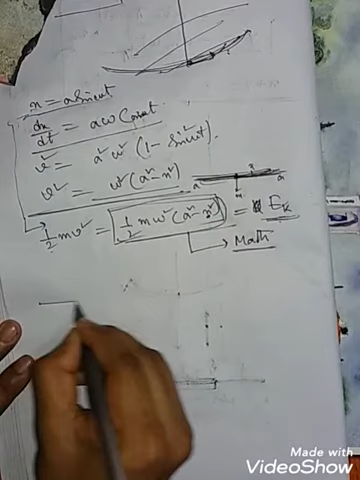 x = a sin ωt
dx/dt = aω Cos ωt
v² = a²ω² (1 - sin²ωt).
v² = ω² (a² - x²)
-a x a
½ mv² = ½ mω² (a² - x²) = Eₖ
Math
Made with
VideoShow